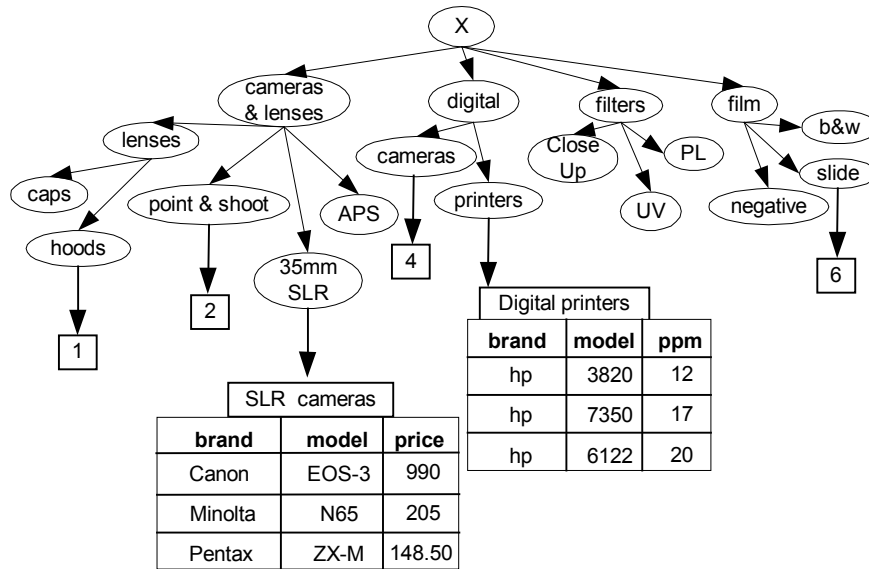 X
cameras
& lenses
digital
filters
film
lenses
cameras
Close
Up
PL
b&w
caps
point & shoot
APS
printers
UV
negative
slide
hoods
35mm
SLR
1
2
4
6
Digital printers
brand model ppm
hp 3820 12
hp 7350 17
hp 6122 20
SLR cameras
brand model price
Canon EOS-3 990
Minolta N65 205
Pentax ZX-M 148.50